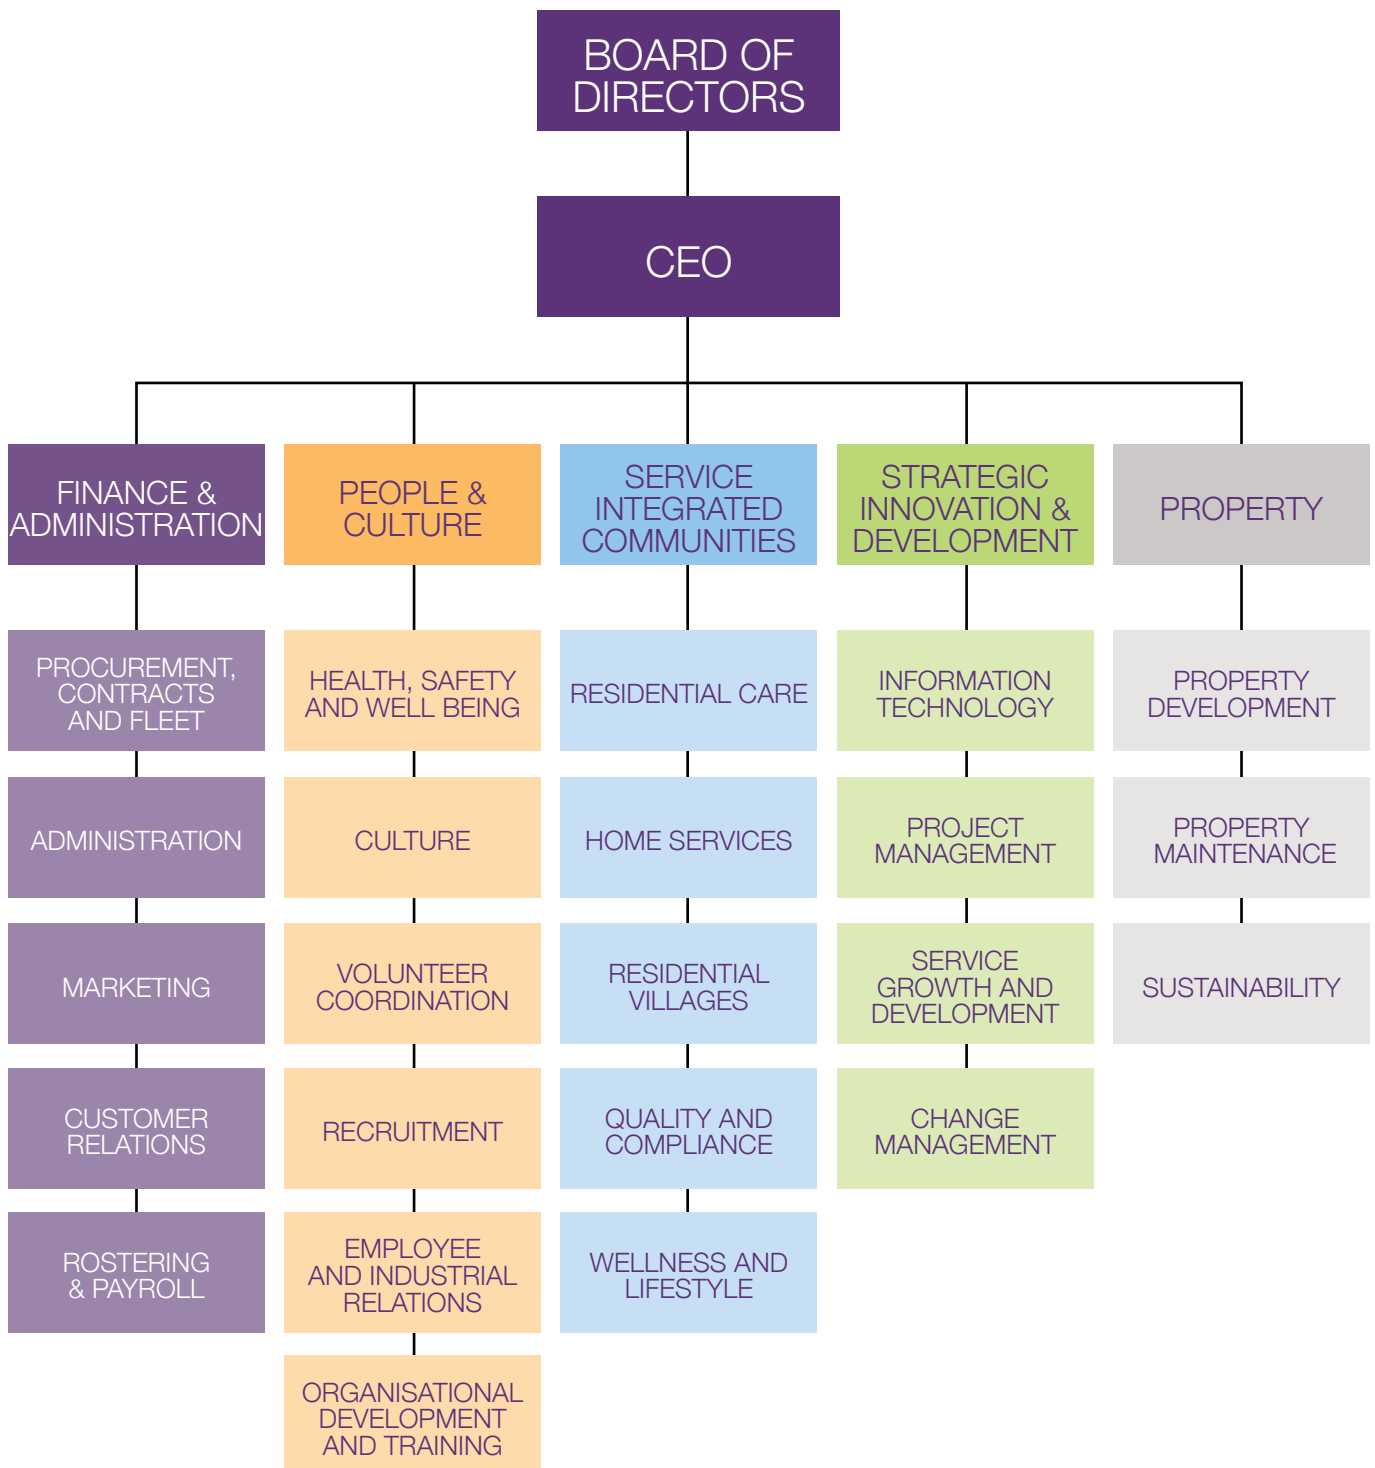 BOARD OF
DIRECTORS
CEO
FINANCE &
ADMINISTRATION
PROCUREMENT,
CONTRACTS
AND FLEET
ADMINISTRATION
MARKETING
CUSTOMER
RELATIONS
ROSTERING
& PAYROLL
PEOPLE &
CULTURE
HEALTH, SAFETY
AND WELL BEING
CULTURE
VOLUNTEER
COORDINATION
RECRUITMENT
EMPLOYEE
AND INDUSTRIAL
RELATIONS
ORGANISATIONAL
DEVELOPMENT
AND TRAINING
SERVICE
INTEGRATED
COMMUNITIES
RESIDENTIAL CARE
HOME SERVICES
RESIDENTIAL
VILLAGES
QUALITY AND
COMPLIANCE
WELLNESS AND
LIFESTYLE
STRATEGIC
INNOVATION &
DEVELOPMENT
INFORMATION
TECHNOLOGY
PROJECT
MANAGEMENT
SERVICE
GROWTH AND
DEVELOPMENT
CHANGE
MANAGEMENT
PROPERTY
PROPERTY
DEVELOPMENT
PROPERTY
MAINTENANCE
SUSTAINABILITY